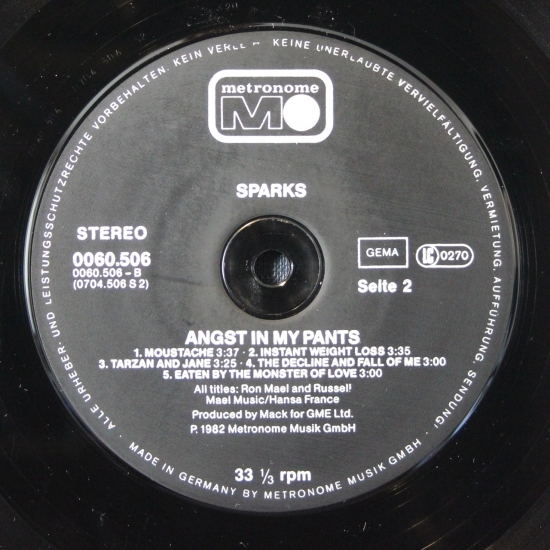 ALLE URHEBER- UND LEISTUNGSSCHUTZRECHTE VORBEHALTEN. KEIN KEINE UNERLAUBTE VERVIELFÄLTIGUNG, VERMIETUNG, AUFFÜHRUNG, SENDUNG!
metronome
M
SPARKS
STEREO
0060.506
0060.506-B
(0704.506 S 2)
GEMA
LC 0270
Seite 2
ANGST IN MY PANTS
1. MOUSTACHE 3:37 · 2. INSTANT WEIGHT LOSS 3:35
3. TARZAN AND JANE 3:25 · 4. THE DECLINE AND FALL OF ME 3:00
5. EATEN BY THE MONSTER OF LOVE 3:00
All titles: Ron Mael and Russel!
Mael Music/Hansa France
Produced by Mack for GME Ltd.
P. 1982 Metronome Musik GmbH
33 ⅓ rpm
MADE IN GERMANY BY METRONOME MUSIK GMBH